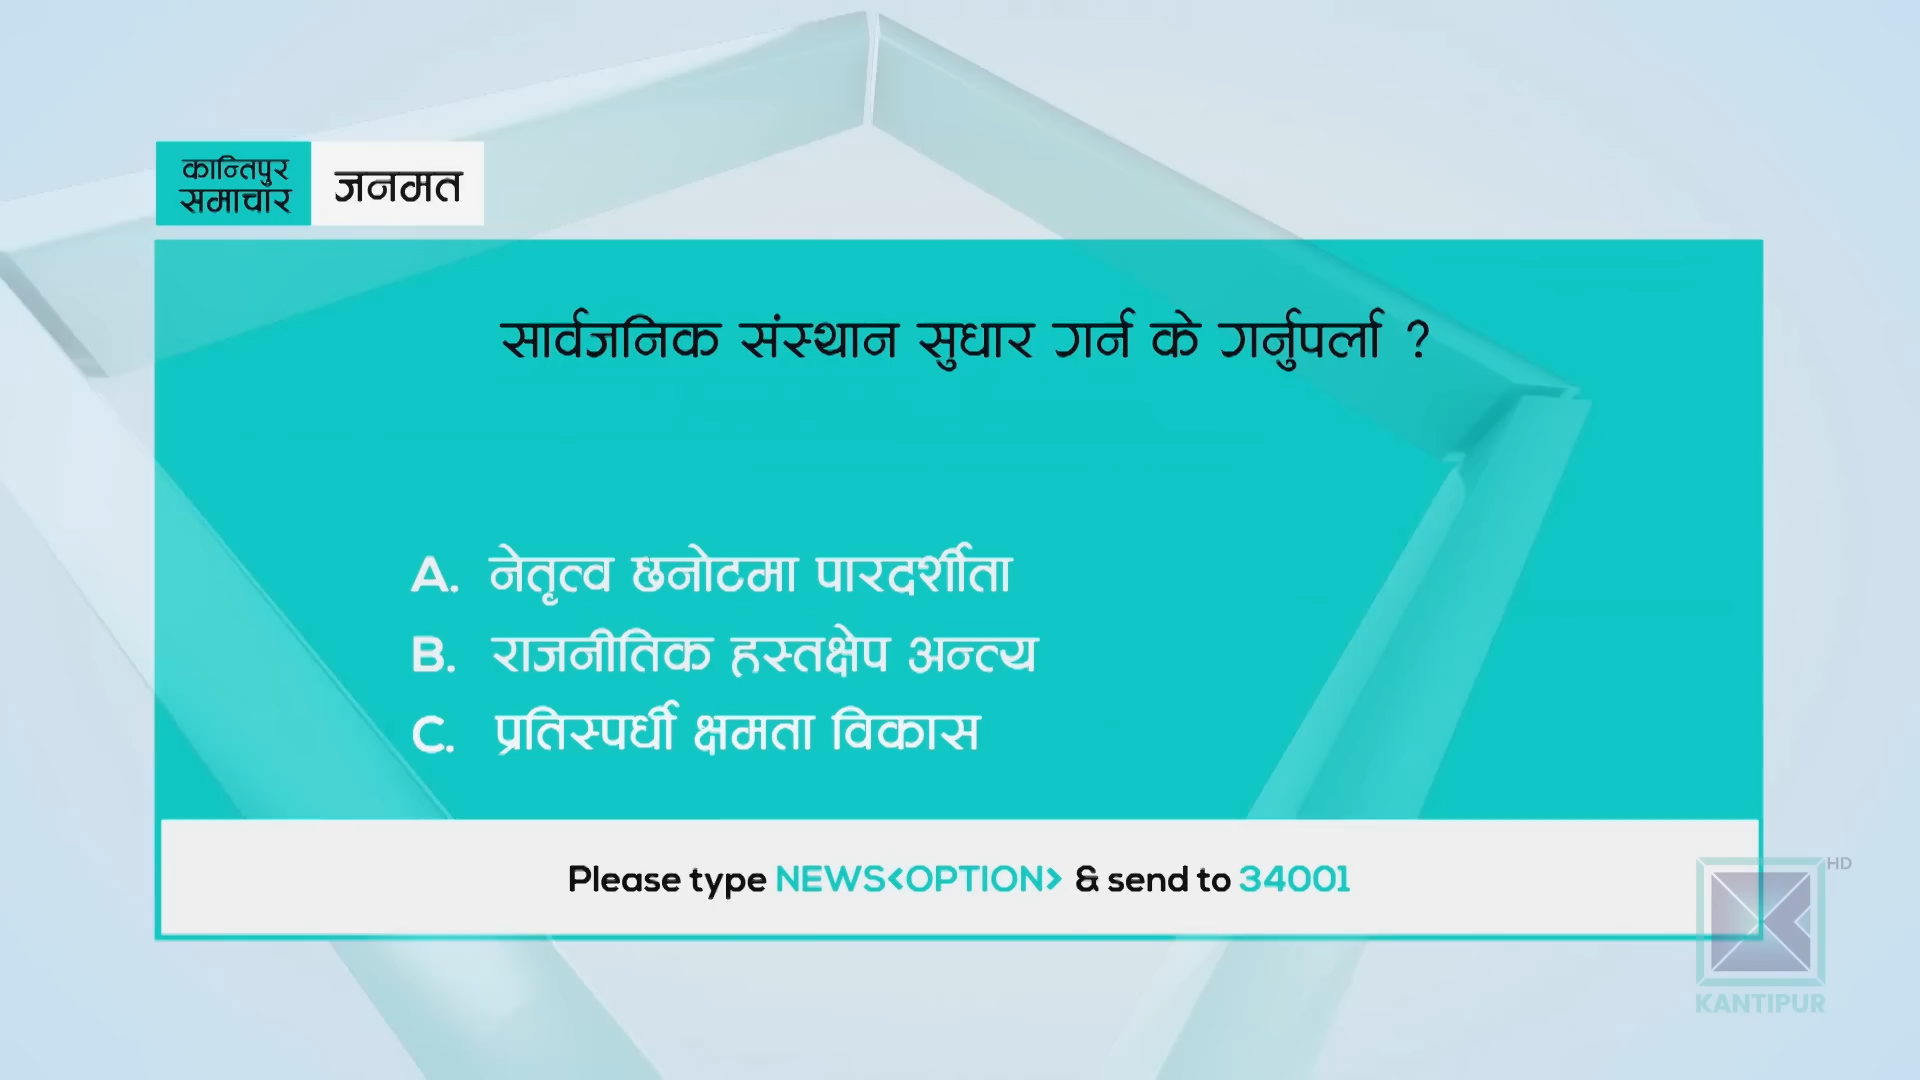 कान्तिपुर
समाचार
जनमत
सार्वजनिक संस्थान सुधार गर्न के गर्नुपर्ला ?
A. नेतृत्व छनोटमा पारदर्शीता
B. राजनीतिक हस्तक्षेप अन्त्य
C. प्रतिस्पर्धी क्षमता विकास
Please type NEWS<OPTION> & send to 34001
HD
KANTIPUR